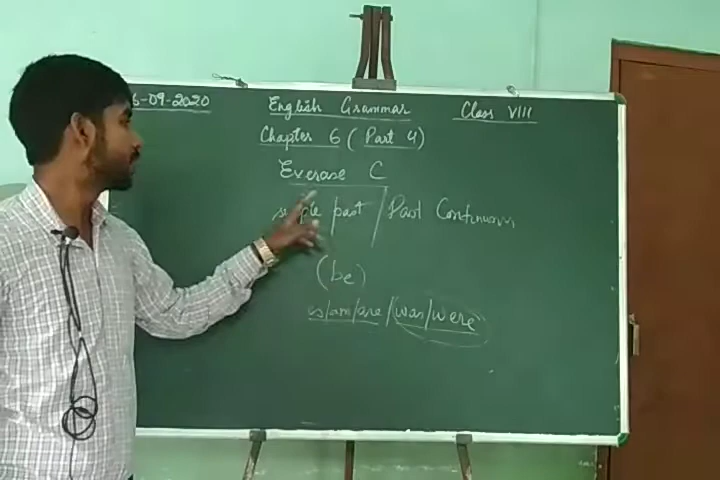 6-09-2020 English Grammar Class VIII
Chapter 6 ( Part 4)
Exerase C
simple past / Past Continuous
(be)
is/am/are / was/were